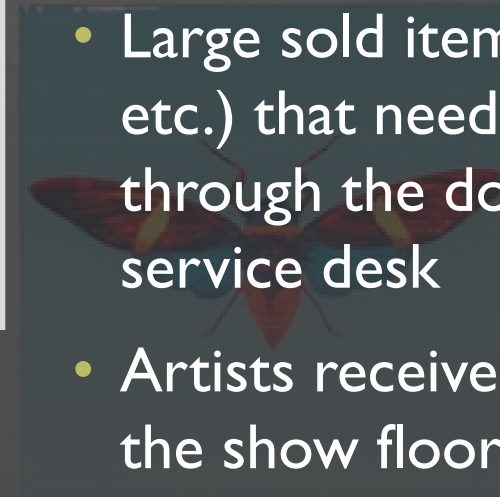 • Large sold item
etc.) that need
through the do
service desk
• Artists receive
the show floor